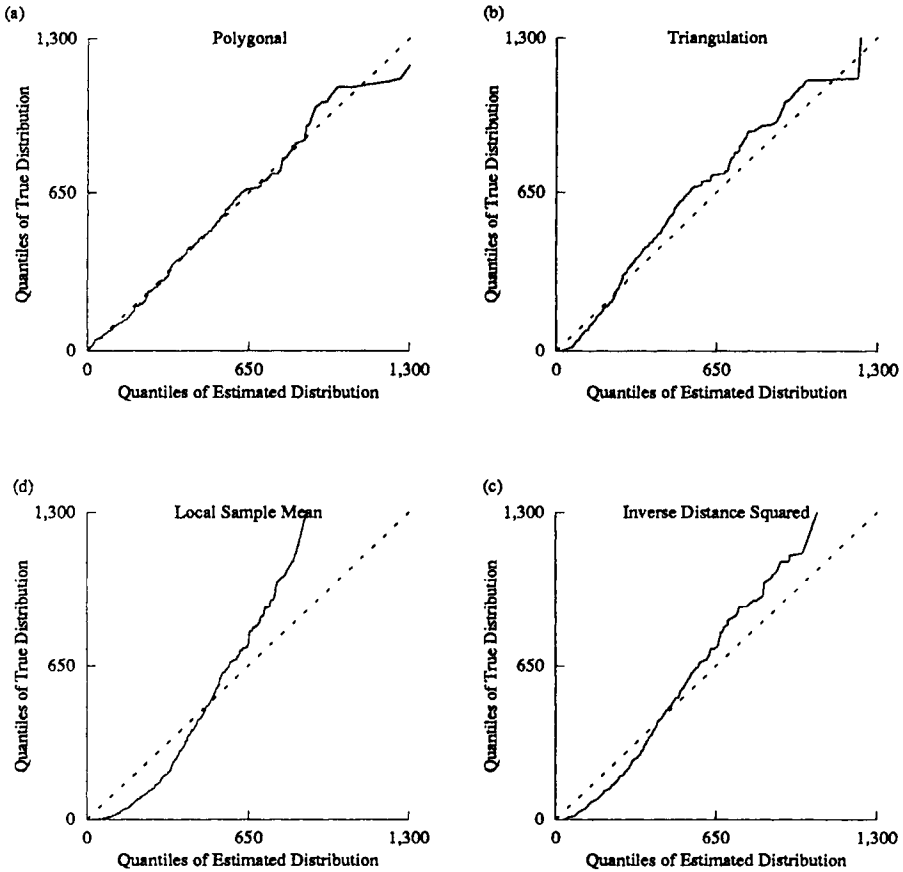 (a)
Polygonal
1,300
650
0
Quantiles of True Distribution
0
650
1,300
Quantiles of Estimated Distribution
(b)
Triangulation
1,300
650
0
Quantiles of True Distribution
0
650
1,300
Quantiles of Estimated Distribution
(d)
Local Sample Mean
1,300
650
0
Quantiles of True Distribution
0
650
1,300
Quantiles of Estimated Distribution
(c)
Inverse Distance Squared
1,300
650
0
Quantiles of True Distribution
0
650
1,300
Quantiles of Estimated Distribution